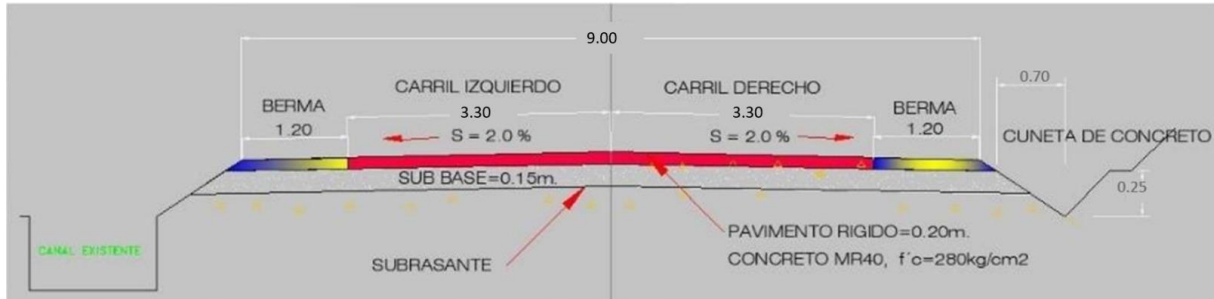 9.00
0.70
CARRIL IZQUIERDO
CARRIL DERECHO
BERMA
3.30
3.30
BERMA
1.20
S = 2.0 %
S = 2.0 %
1.20
CUNETA DE CONCRETO
SUB BASE=0.15m.
0.25
PAVIMENTO RIGIDO=0.20m.
CANAL EXISTENTE
SUBRASANTE
CONCRETO MR40, f´c=280kg/cm2